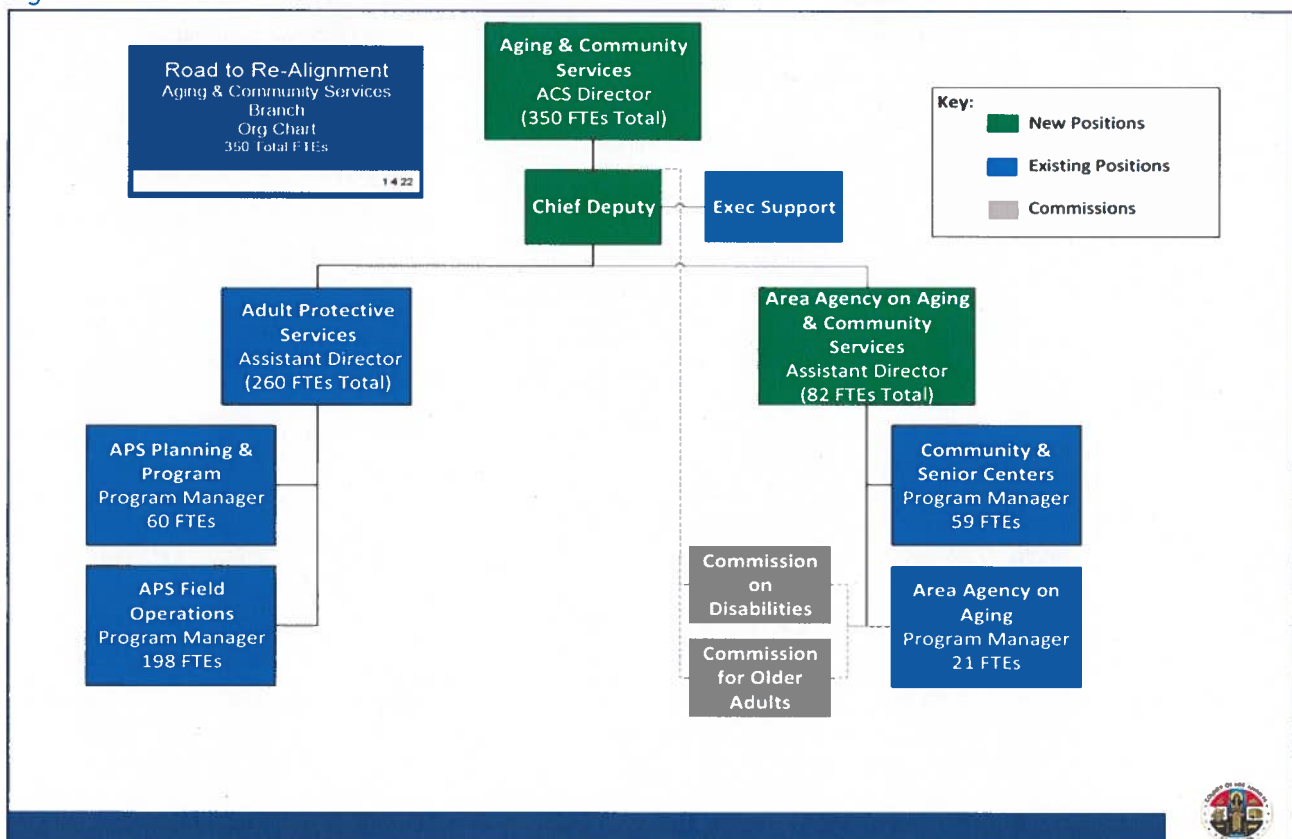 Road to Re-Alignment
Aging & Community Services
Branch
Org Chart
350 Total FTEs
1.4.22
Aging & Community
Services
ACS Director
(350 FTEs Total)
Key:
New Positions
Existing Positions
Commissions
Chief Deputy
Exec Support
Adult Protective
Services
Assistant Director
(260 FTEs Total)
Area Agency on Aging
& Community
Services
Assistant Director
(82 FTEs Total)
APS Planning &
Program
Program Manager
60 FTEs
Community &
Senior Centers
Program Manager
59 FTEs
APS Field
Operations
Program Manager
198 FTEs
Commission
on
Disabilities
Area Agency on
Aging
Program Manager
21 FTEs
Commission
for Older
Adults